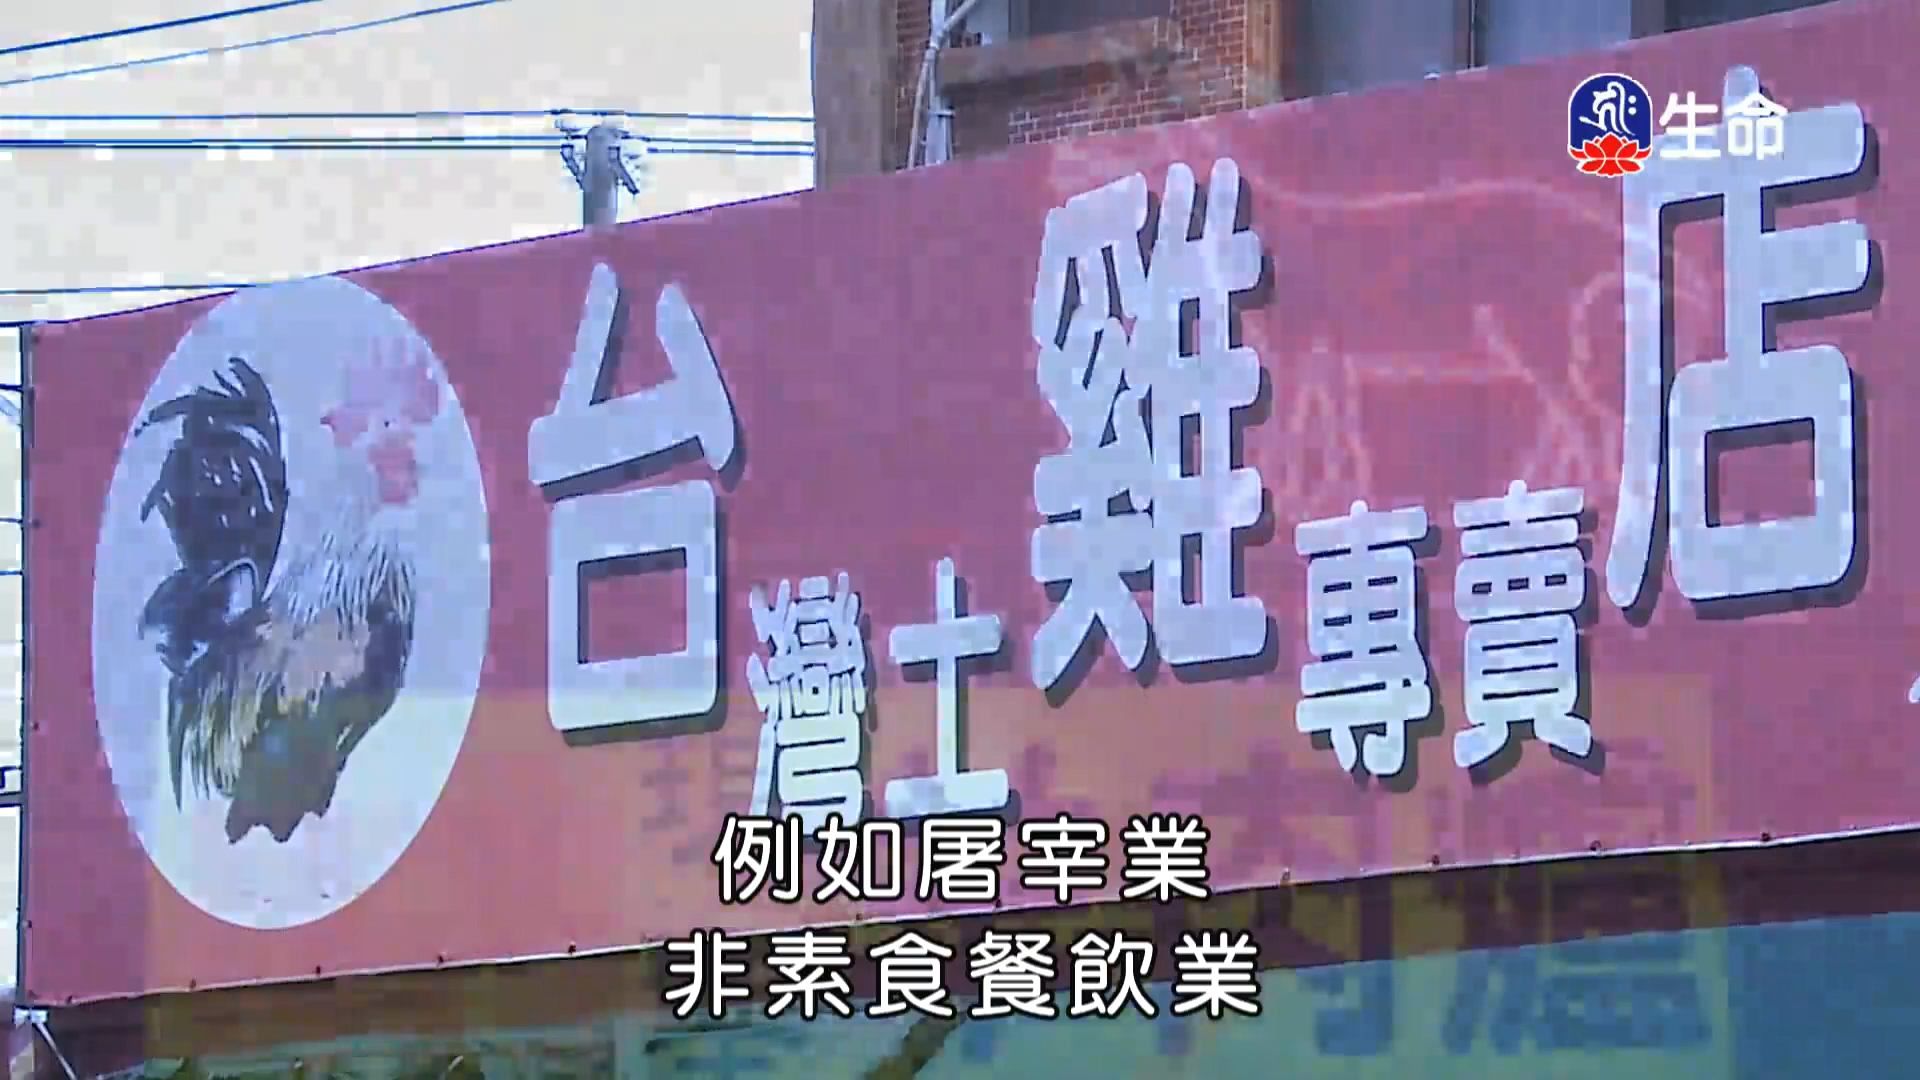 生命
台灣土雞專賣店
例如屠宰業
非素食餐飲業